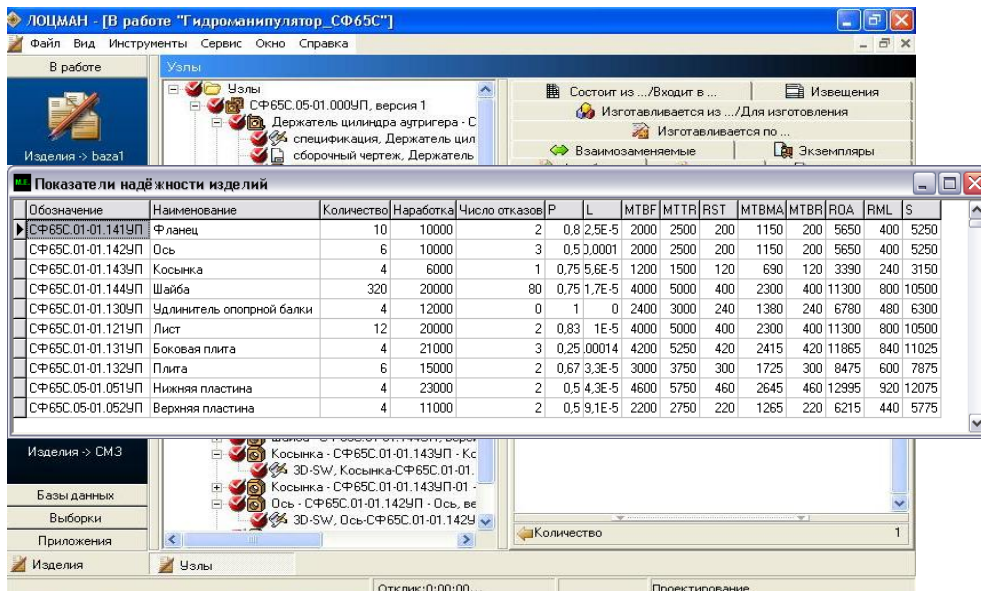 ЛОЦМАН - [В работе "Гидроманипулятор_СФ65С"]
Файл Вид Инструменты Сервис Окно Справка
В работе
Узлы
Изделия -> baza1
Узлы
СФ65С.05-01.000УП, версия 1
Держатель цилиндра аутригера - С
спецификация, Держатель цил
сборочный чертеж, Держатель
Состоит из .../Входит в ... Извещения
Изготавливается из .../Для изготовления
Изготавливается по ...
Взаимозаменяемые Экземпляры
Показатели надёжности изделий
Обозначение Наименование Количество Наработка Число отказов P L MTBF MTTR RST MTBMA MTBR ROA RML S
СФ65С.01-01.141УП Фланец 10 10000 2 0,8 2,5E-5 2000 2500 200 1150 200 5650 400 5250
СФ65С.01-01.142УП Ось 6 10000 3 0,5 0,0001 2000 2500 200 1150 200 5650 400 5250
СФ65С.01-01.143УП Косынка 4 6000 1 0,75 5,6E-5 1200 1500 120 690 120 3390 240 3150
СФ65С.01-01.144УП Шайба 320 20000 80 0,75 1,7E-5 4000 5000 400 2300 400 11300 800 10500
СФ65С.01-01.130УП Удлинитель опопрной балки 4 12000 0 1 0 2400 3000 240 1380 240 6780 480 6300
СФ65С.01-01.121УП Лист 12 20000 2 0,83 1E-5 4000 5000 400 2300 400 11300 800 10500
СФ65С.01-01.131УП Боковая плита 4 21000 3 0,25 ,00014 4200 5250 420 2415 420 11865 840 11025
СФ65С.01-01.132УП Плита 6 15000 2 0,67 3,3E-5 3000 3750 300 1725 300 8475 600 7875
СФ65С.05-01.051УП Нижняя пластина 4 23000 2 0,5 4,3E-5 4600 5750 460 2645 460 12995 920 12075
СФ65С.05-01.052УП Верхняя пластина 4 11000 2 0,5 9,1E-5 2200 2750 220 1265 220 6215 440 5775
Изделия -> СМЗ
Косынка - СФ65С.01-01.143УП - Кс
3D-SW, Косынка-СФ65С.01-01.
Косынка - СФ65С.01-01.143УП-01 -
Ось - СФ65С.01-01.142УП - Ось, ве
3D-SW, Ось-СФ65С.01-01.142У
Базы данных
Выборки
Приложения
Количество 1
Изделия Узлы
Отклик:0:00:00... Проектирование